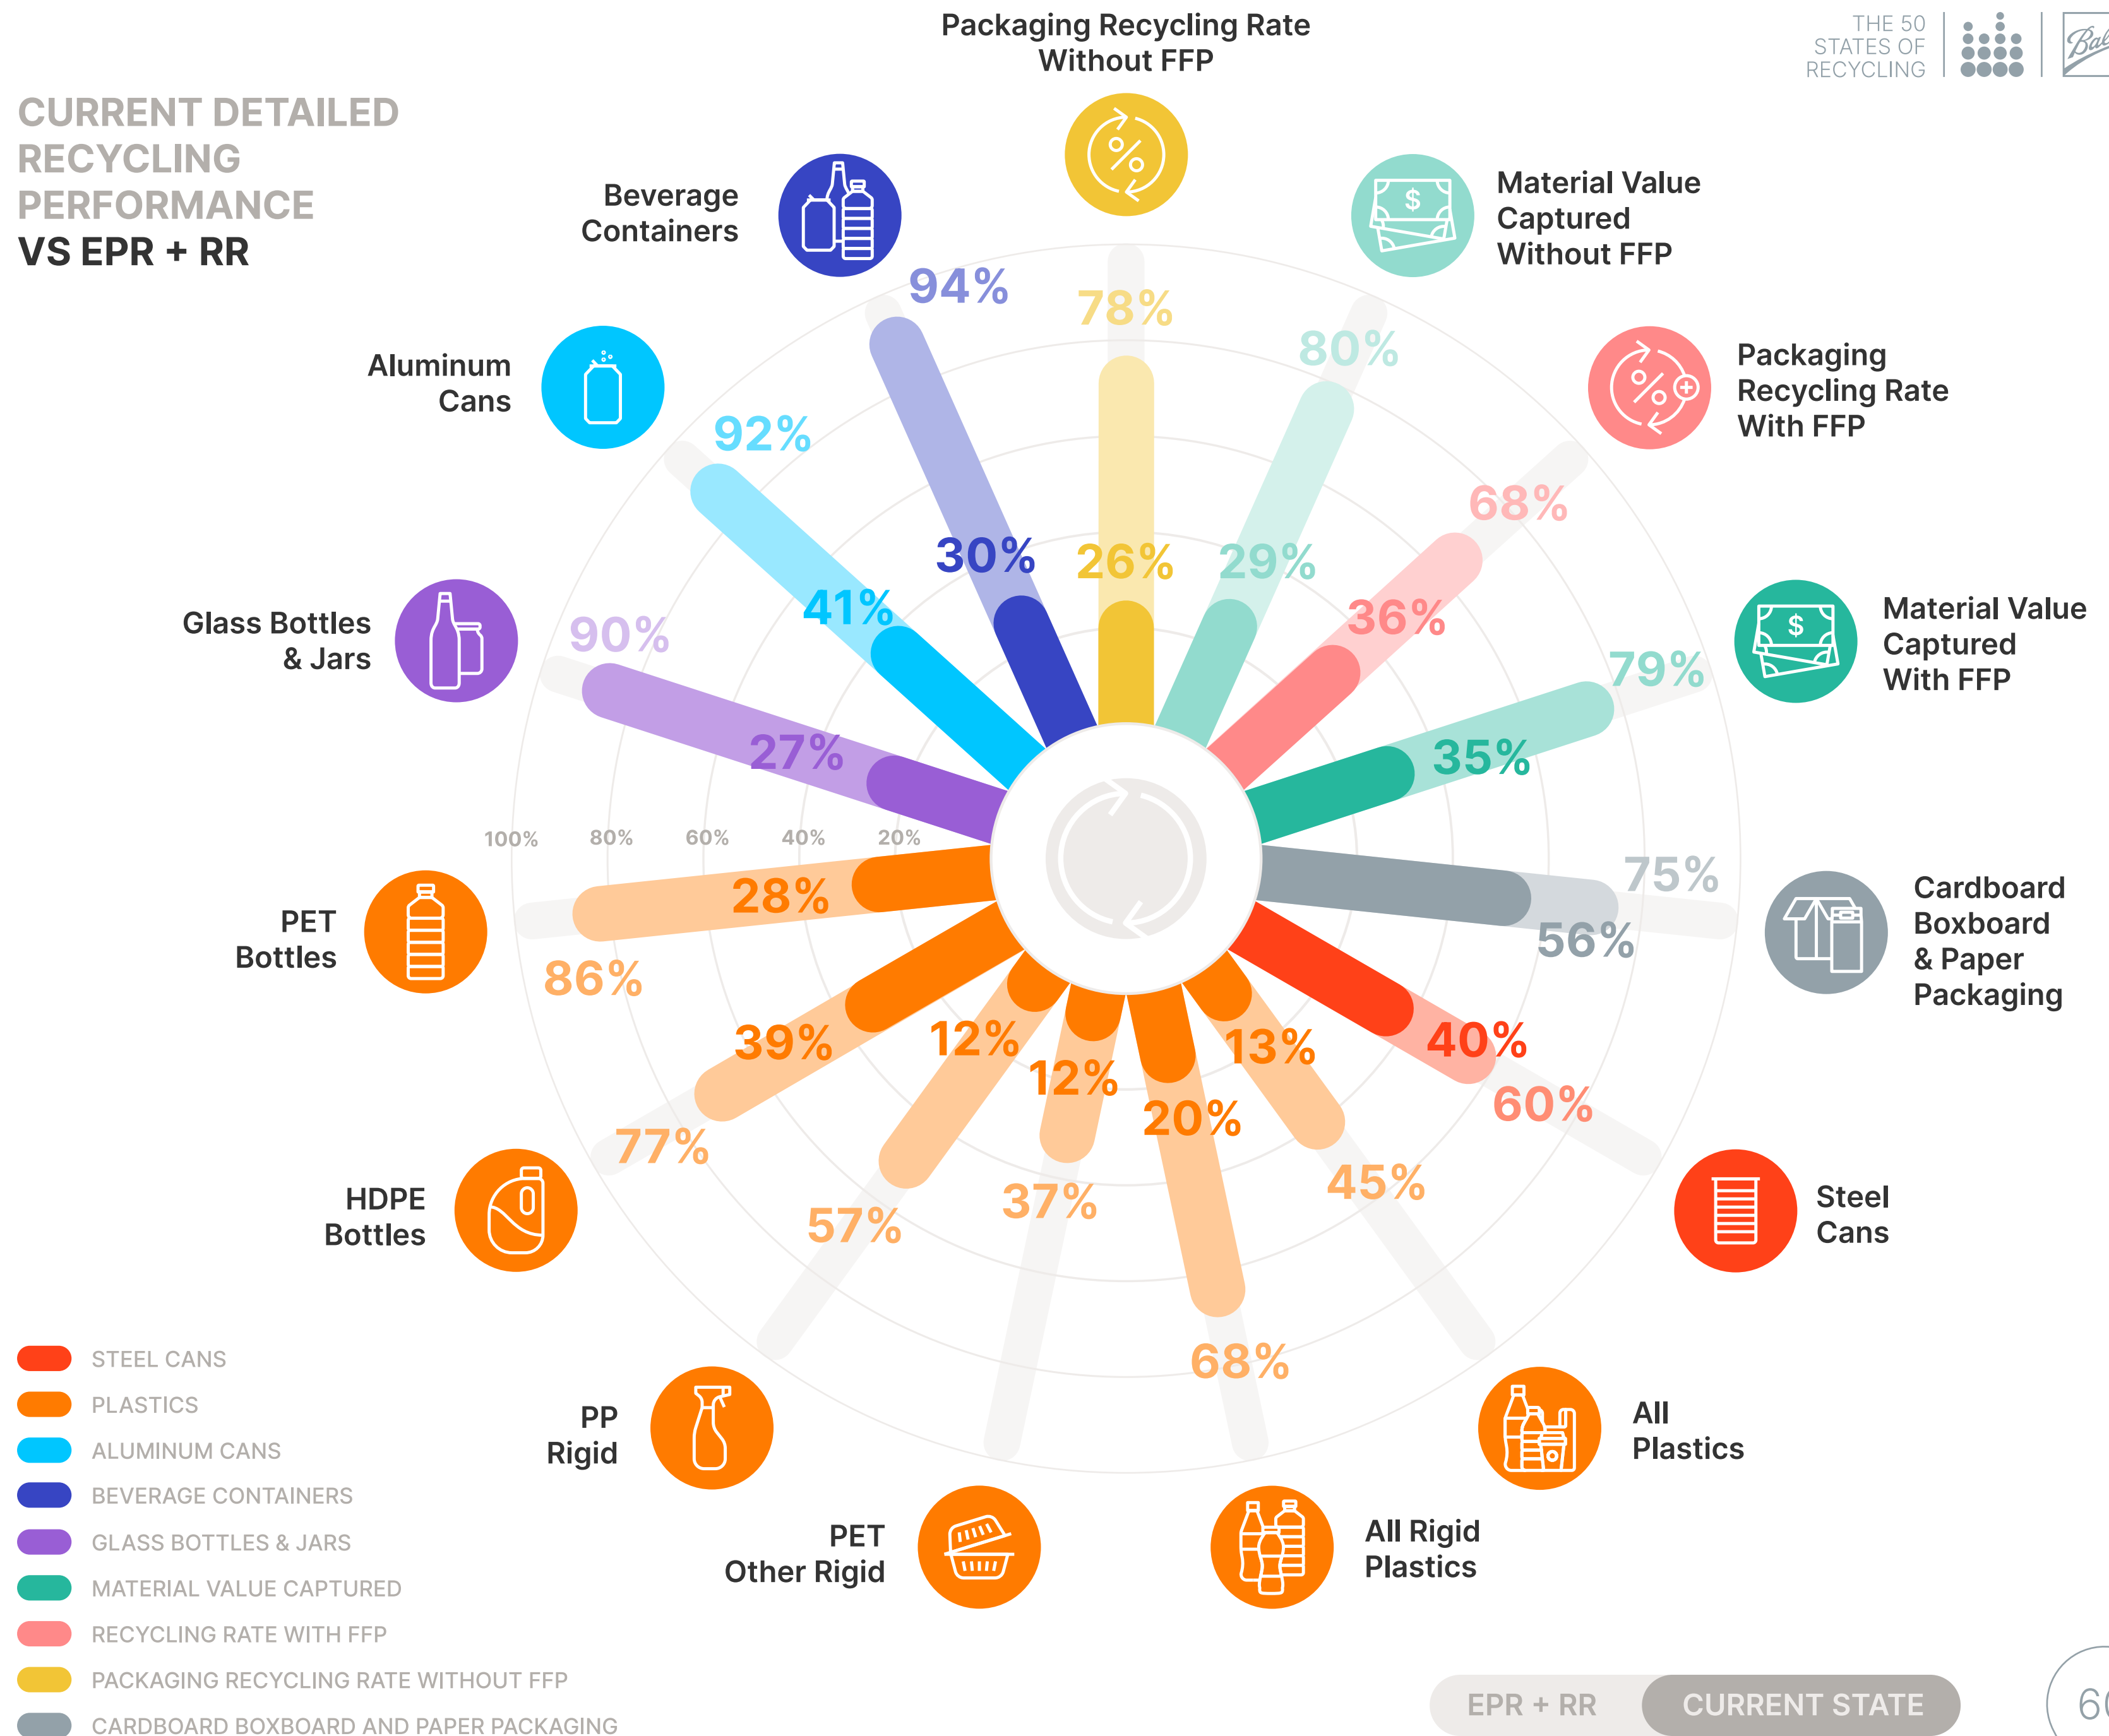 Packaging Recycling Rate
Without FFP
THE 50
STATES OF
RECYCLING
CURRENT DETAILED
RECYCLING
PERFORMANCE
VS EPR + RR
Beverage
Containers
Material Value
Captured
Without FFP
Aluminum
Cans
Packaging
Recycling Rate
With FFP
Glass Bottles
& Jars
Material Value
Captured
With FFP
94%
78%
80%
92%
68%
30%
26%
29%
41%
36%
90%
79%
27%
35%
100%
80%
60%
40%
20%
75%
28%
56%
86%
PET
Bottles
Cardboard
Boxboard
& Paper
Packaging
39%
12%
12%
20%
13%
40%
60%
77%
57%
37%
45%
68%
HDPE
Bottles
Steel
Cans
PP
Rigid
All
Plastics
PET
Other Rigid
All Rigid
Plastics
STEEL CANS
PLASTICS
ALUMINUM CANS
BEVERAGE CONTAINERS
GLASS BOTTLES & JARS
MATERIAL VALUE CAPTURED
RECYCLING RATE WITH FFP
PACKAGING RECYCLING RATE WITHOUT FFP
CARDBOARD BOXBOARD AND PAPER PACKAGING
EPR + RR
CURRENT STATE